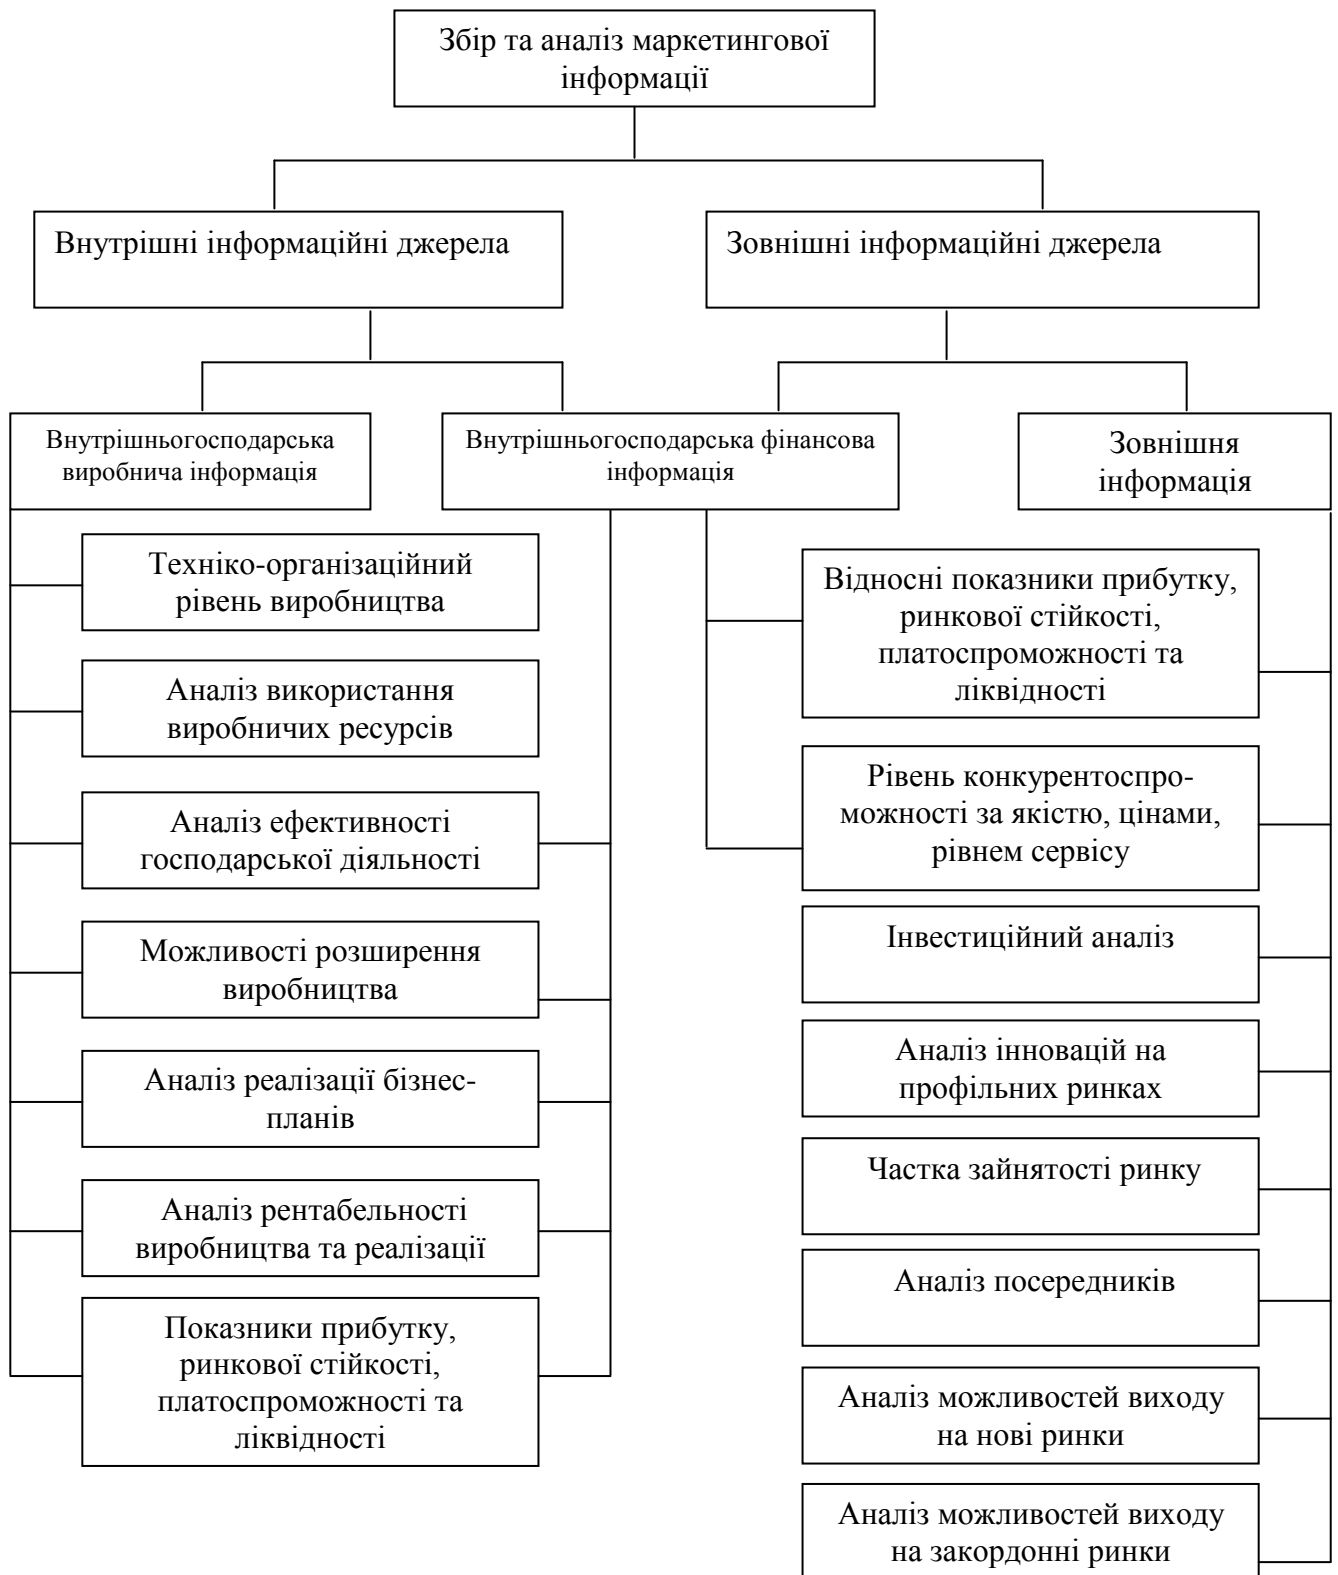 Збір та аналіз маркетингової
інформації
Внутрішні інформаційні джерела
Зовнішні інформаційні джерела
Внутрішньогосподарська
виробнича інформація
Внутрішньогосподарська фінансова
інформація
Зовнішня
інформація
Техніко-організаційний
рівень виробництва
Аналіз використання
виробничих ресурсів
Аналіз ефективності
господарської діяльності
Можливості розширення
виробництва
Аналіз реалізації бізнес-
планів
Аналіз рентабельності
виробництва та реалізації
Показники прибутку,
ринкової стійкості,
платоспроможності та
ліквідності
Відносні показники прибутку,
ринкової стійкості,
платоспроможності та
ліквідності
Рівень конкурентоспро-
можності за якістю, цінами,
рівнем сервісу
Інвестиційний аналіз
Аналіз інновацій на
профільних ринках
Частка зайнятості ринку
Аналіз посередників
Аналіз можливостей виходу
на нові ринки
Аналіз можливостей виходу
на закордонні ринки